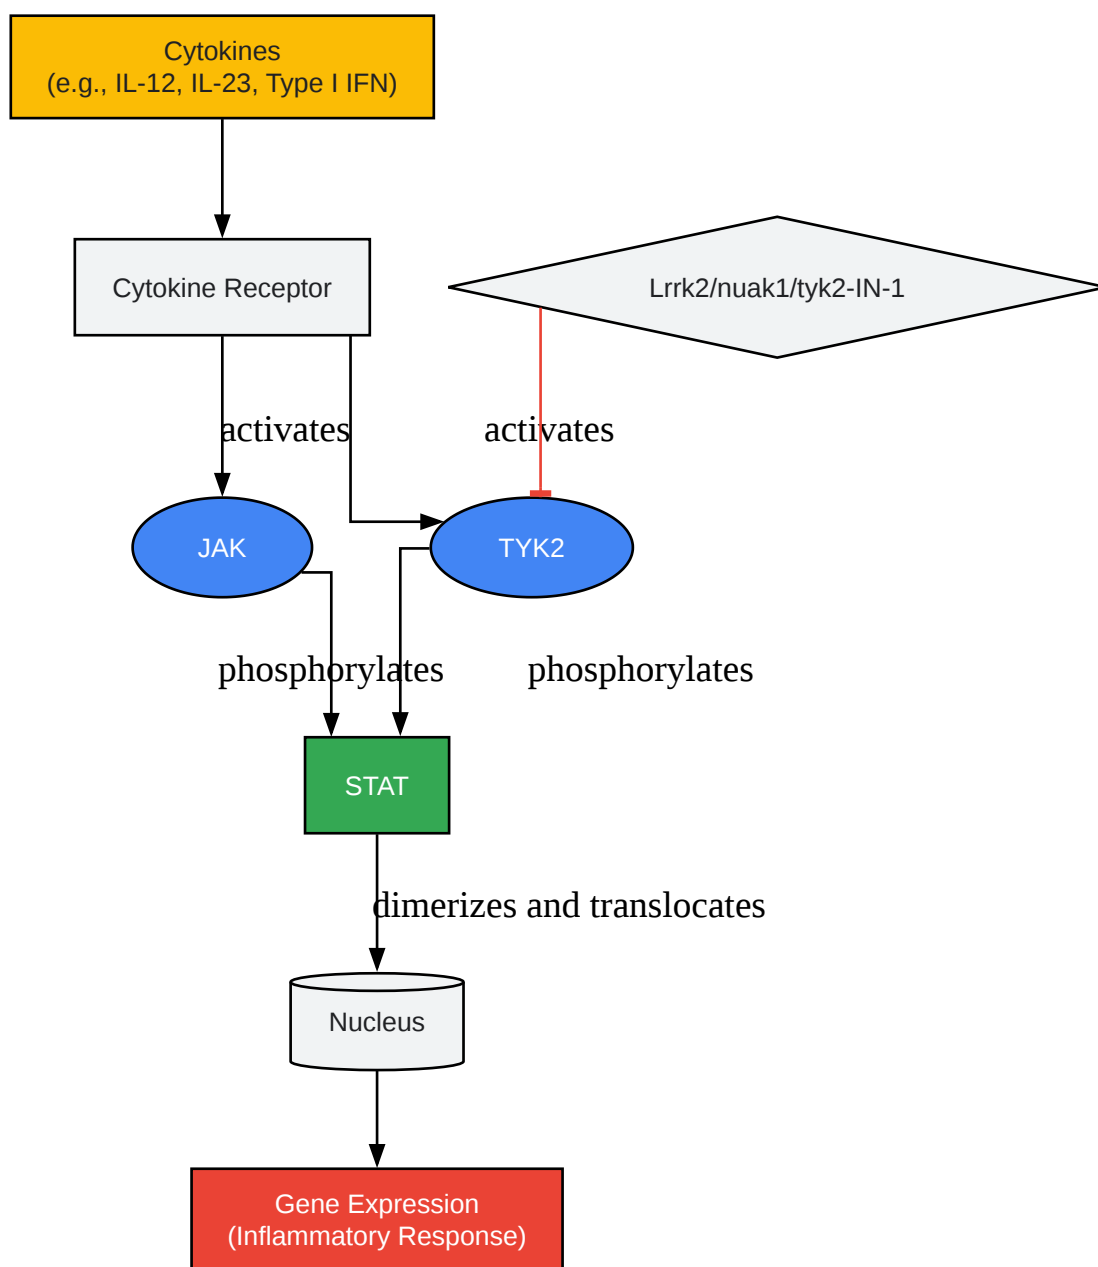 Cytokines
(e.g., IL-12, IL-23, Type I IFN)
Cytokine Receptor
Lrrk2/nuak1/tyk2-IN-1
activates
activates
JAK
TYK2
phosphorylates
phosphorylates
STAT
dimerizes and translocates
Nucleus
Gene Expression
(Inflammatory Response)